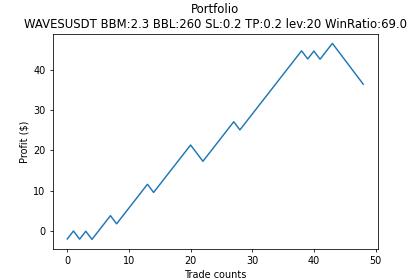 Portfolio
WAVESUSDT BBM:2.3 BBL:260 SL:0.2 TP:0.2 lev:20 WinRatio:69.0
40
30
20
10
0
Profit ($)
0 10 20 30 40 50
Trade counts